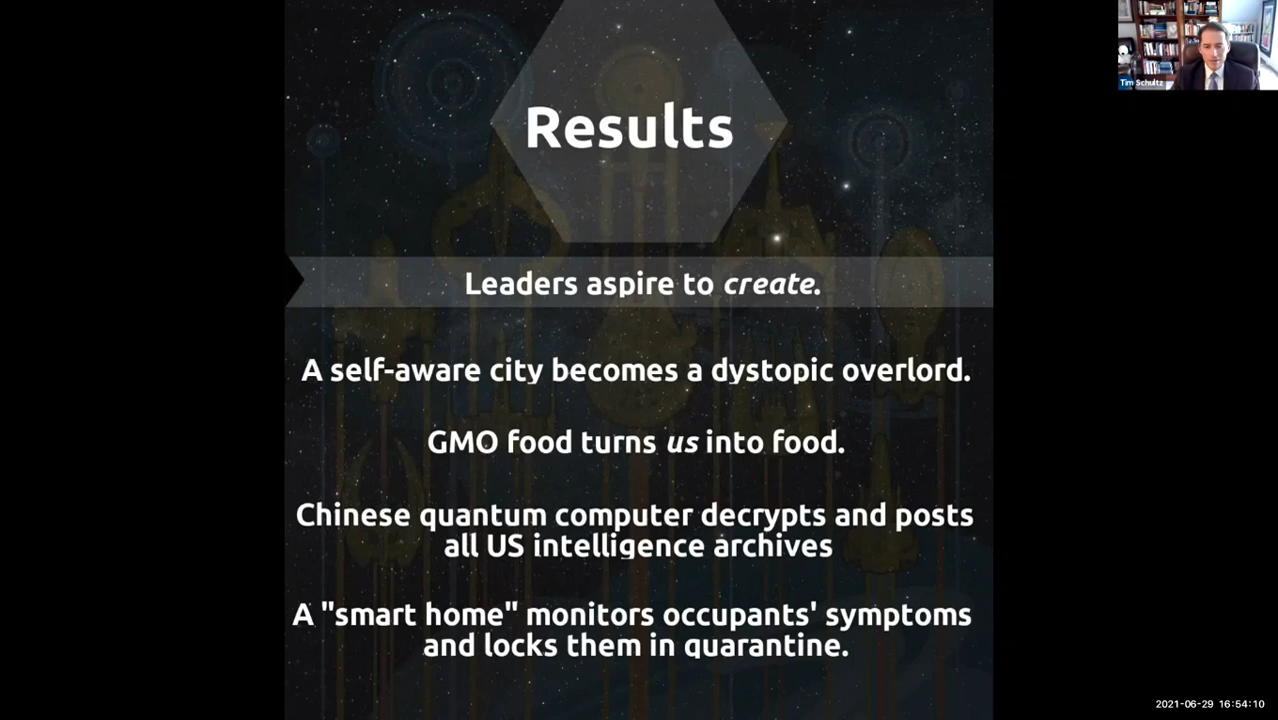 Results
Leaders aspire to create.
A self-aware city becomes a dystopic overlord.
GMO food turns us into food.
Chinese quantum computer decrypts and posts
all US intelligence archives
A "smart home" monitors occupants' symptoms
and locks them in quarantine.
Tim Schultz
2021-06-29 16:54:10